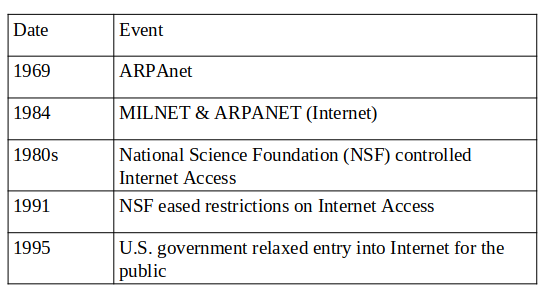 Date Event
1969 ARPAnet
1984 MILNET & ARPANET (Internet)
1980s National Science Foundation (NSF) controlled
Internet Access
1991 NSF eased restrictions on Internet Access
1995 U.S. government relaxed entry into Internet for the
public